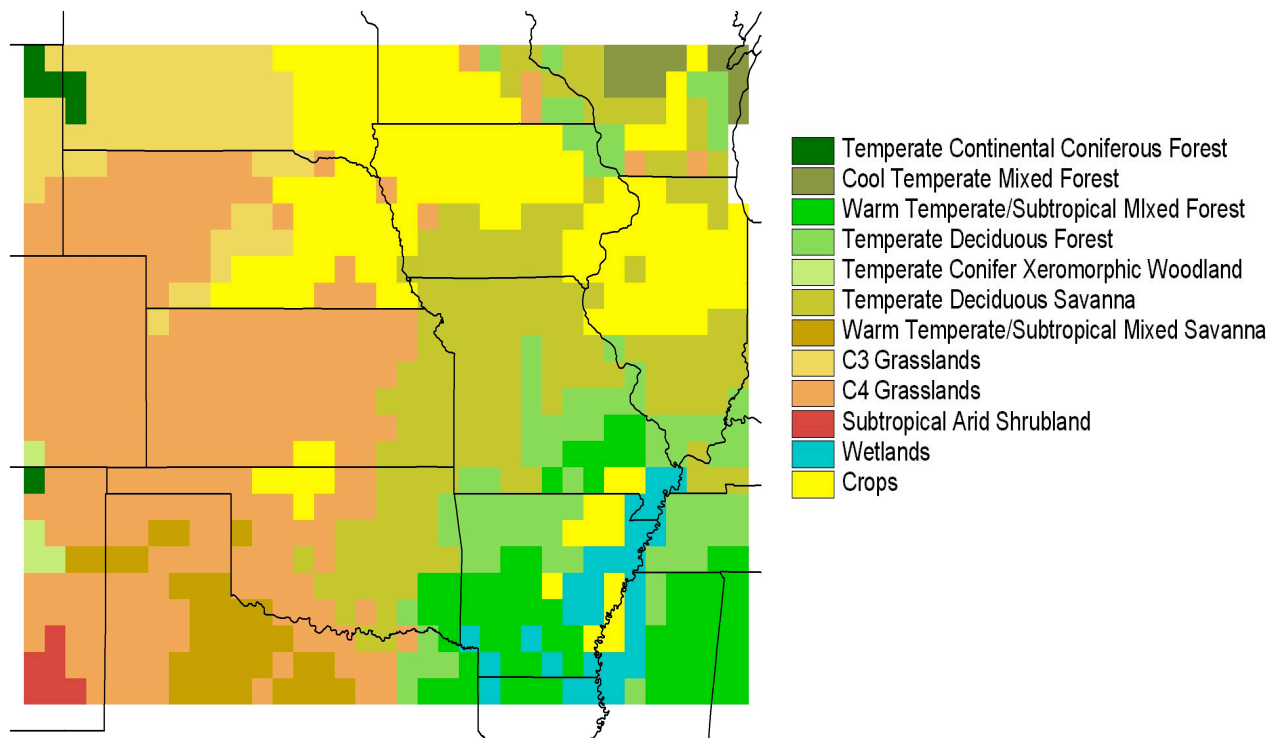 Temperate Continental Coniferous Forest
Cool Temperate Mixed Forest
Warm Temperate/Subtropical MIxed Forest
Temperate Deciduous Forest
Temperate Conifer Xeromorphic Woodland
Temperate Deciduous Savanna
Warm Temperate/Subtropical Mixed Savanna
C3 Grasslands
C4 Grasslands
Subtropical Arid Shrubland
Wetlands
Crops